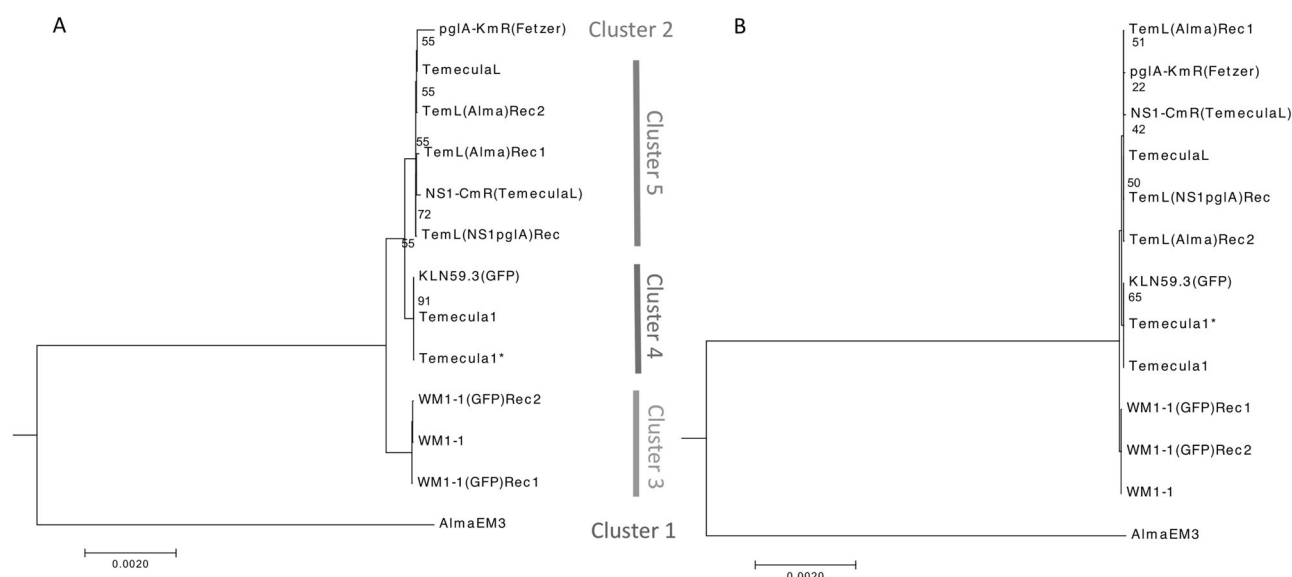 A
pglA-KmR(Fetzer)
55
TemeculaL
55
TemL(Alma)Rec2
55
TemL(Alma)Rec1
NS1-CmR(TemeculaL)
72
TemL(NS1pglA)Rec
55
KLN59.3(GFP)
91
Temecula1
Temecula1*
WM1-1(GFP)Rec2
WM1-1
WM1-1(GFP)Rec1
AlmaEM3
0.0020
Cluster 2
Cluster 5
Cluster 4
Cluster 3
Cluster 1
B
TemL(Alma)Rec1
51
pglA-KmR(Fetzer)
22
NS1-CmR(TemeculaL)
42
TemeculaL
50
TemL(NS1pglA)Rec
TemL(Alma)Rec2
KLN59.3(GFP)
65
Temecula1*
Temecula1
WM1-1(GFP)Rec1
WM1-1(GFP)Rec2
WM1-1
AlmaEM3
0.0020